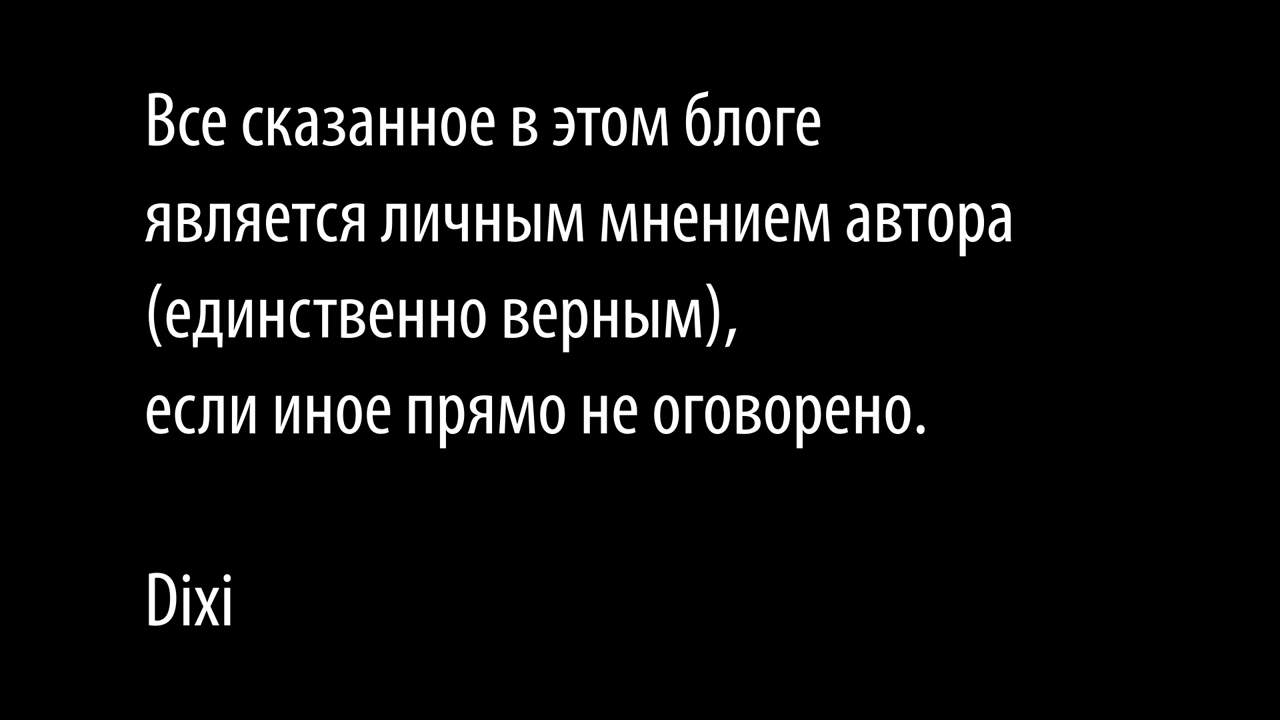 Все сказанное в этом блоге
является личным мнением автора
(единственно верным),
если иное прямо не оговорено.
Dixi